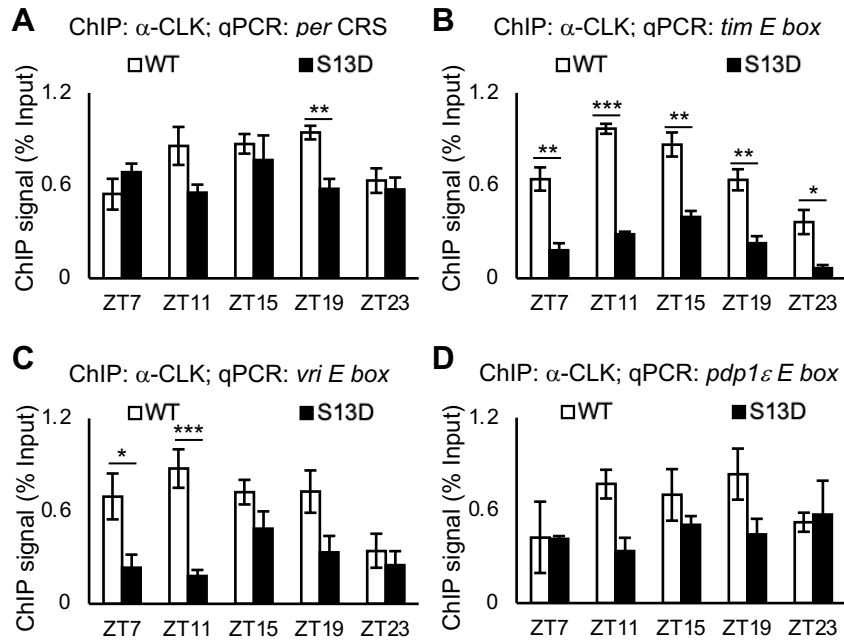 A
ChIP: α-CLK; qPCR: per CRS
WT S13D
ChIP signal (% Input)
1.2
0.6
0
**
ZT7 ZT11 ZT15 ZT19 ZT23
B
ChIP: α-CLK; qPCR: tim E box
WT S13D
ChIP signal (% Input)
1.2
0.6
0
** *** ** ** *
ZT7 ZT11 ZT15 ZT19 ZT23
C
ChIP: α-CLK; qPCR: vri E box
WT S13D
ChIP signal (% Input)
1.2
0.6
0
* ***
ZT7 ZT11 ZT15 ZT19 ZT23
D
ChIP: α-CLK; qPCR: pdp1ε E box
WT S13D
ChIP signal (% Input)
1.2
0.6
0
ZT7 ZT11 ZT15 ZT19 ZT23